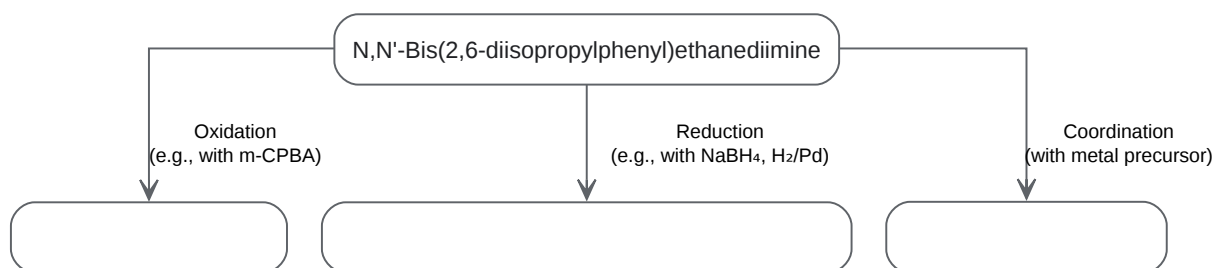 N,N'-Bis(2,6-diisopropylphenyl)ethanediimine
Oxidation
(e.g., with m-CPBA)
Reduction
(e.g., with NaBH₄, H₂/Pd)
Coordination
(with metal precursor)